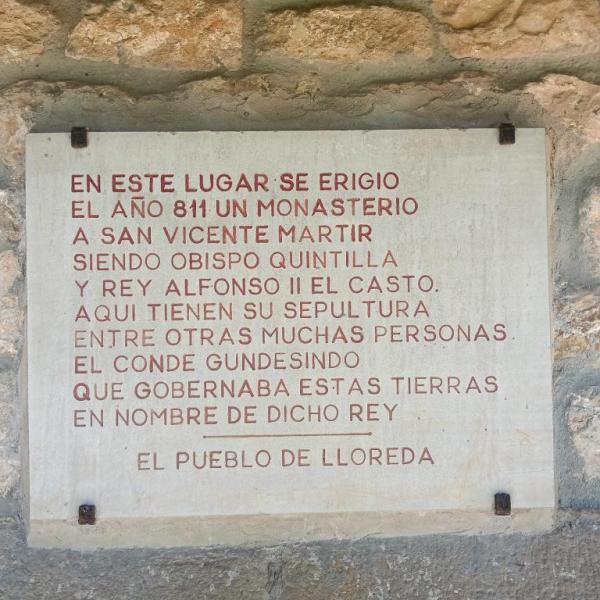 EN ESTE LUGAR SE ERIGIO
EL AÑO 811 UN MONASTERIO
A SAN VICENTE MARTIR
SIENDO OBISPO QUINTILLA
Y REY ALFONSO II EL CASTO.
AQUI TIENEN SU SEPULTURA
ENTRE OTRAS MUCHAS PERSONAS.
EL CONDE GUNDESINDO
QUE GOBERNABA ESTAS TIERRAS
EN NOMBRE DE DICHO REY
EL PUEBLO DE LLOREDA